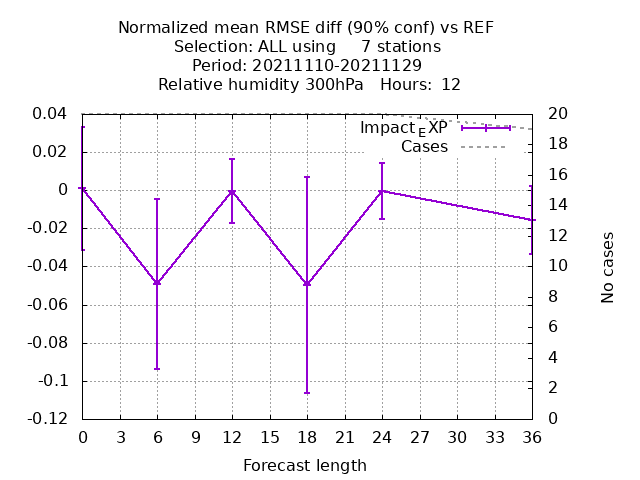 Normalized mean RMSE diff (90% conf) vs REF
Selection: ALL using     7 stations
Period: 20211110-20211129
Relative humidity 300hPa   Hours:  12
Impact_EXP
Cases
0.04
0.02
0
-0.02
-0.04
-0.06
-0.08
-0.1
-0.12
20
18
16
14
12
10
8
6
4
2
0
No cases
0 3 6 9 12 15 18 21 24 27 30 33 36
Forecast length